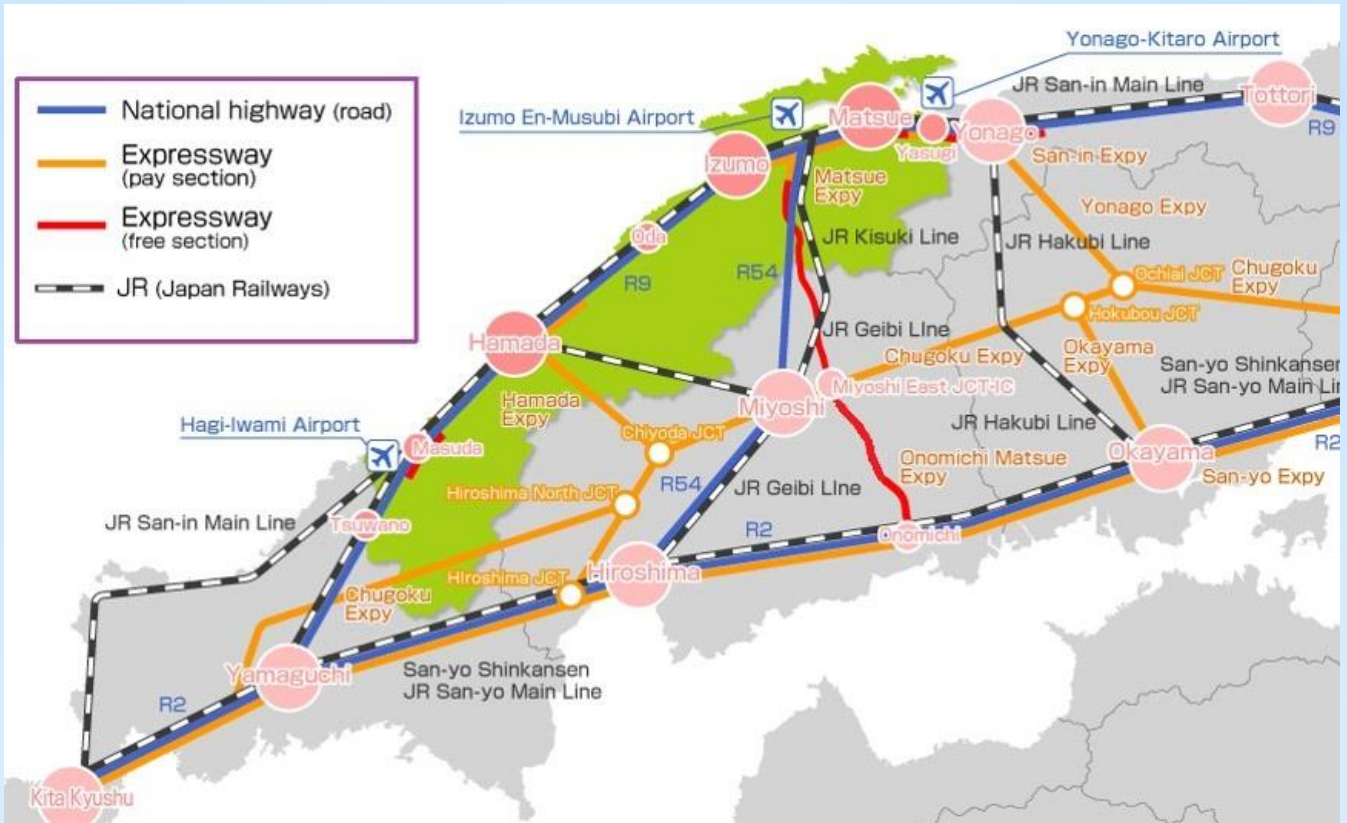 National highway (road)
Expressway
(pay section)
Expressway
(free section)
JR (Japan Railways)
Yonago-Kitaro Airport
JR San-in Main Line
Tottori
R9
Izumo En-Musubi Airport
Matsue
Yasugi
Yonago
San-in Expy
Izumo
Matsue
Expy
Yonago Expy
Oda
JR Kisuki Line
JR Hakubi Line
R54
R9
Ochiai JCT
Chugoku
Expy
Hokubou JCT
Hamada
JR Geibi LIne
Chugoku Expy
Okayama
Expy
San-yo Shinkansen
JR San-yo Main Lin
Miyoshi East JCT-IC
Miyoshi
Hamada
Expy
Hagi-Iwami Airport
Masuda
Chiyoda JCT
JR Hakubi Line
Okayama
R2
Onomichi Matsue
Expy
San-yo Expy
Hiroshima North JCT
R54
JR Geibi LIne
JR San-in Main Line
Tsuwano
R2
Onomichi
HIroshima JCT
Hiroshima
Chugoku
Expy
Yamaguchi
San-yo Shinkansen
JR San-yo Main Line
R2
Kita Kyushu